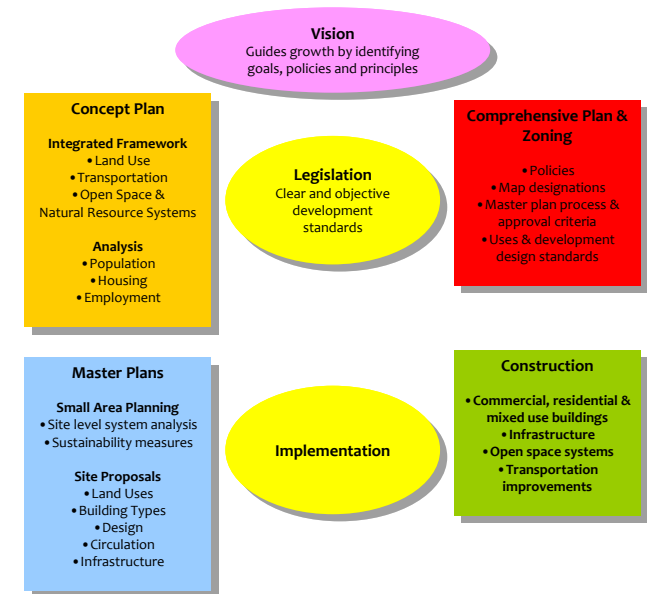 Vision
Guides growth by identifying
goals, policies and principles
Concept Plan
Integrated Framework
• Land Use
• Transportation
• Open Space &
Natural Resource Systems
Analysis
• Population
• Housing
• Employment
Legislation
Clear and objective
development
standards
Comprehensive Plan &
Zoning
• Policies
• Map designations
• Master plan process &
approval criteria
• Uses & development
design standards
Master Plans
Small Area Planning
• Site level system analysis
• Sustainability measures
Site Proposals
• Land Uses
• Building Types
• Design
• Circulation
• Infrastructure
Implementation
Construction
• Commercial, residential &
mixed use buildings
• Infrastructure
• Open space systems
• Transportation
improvements